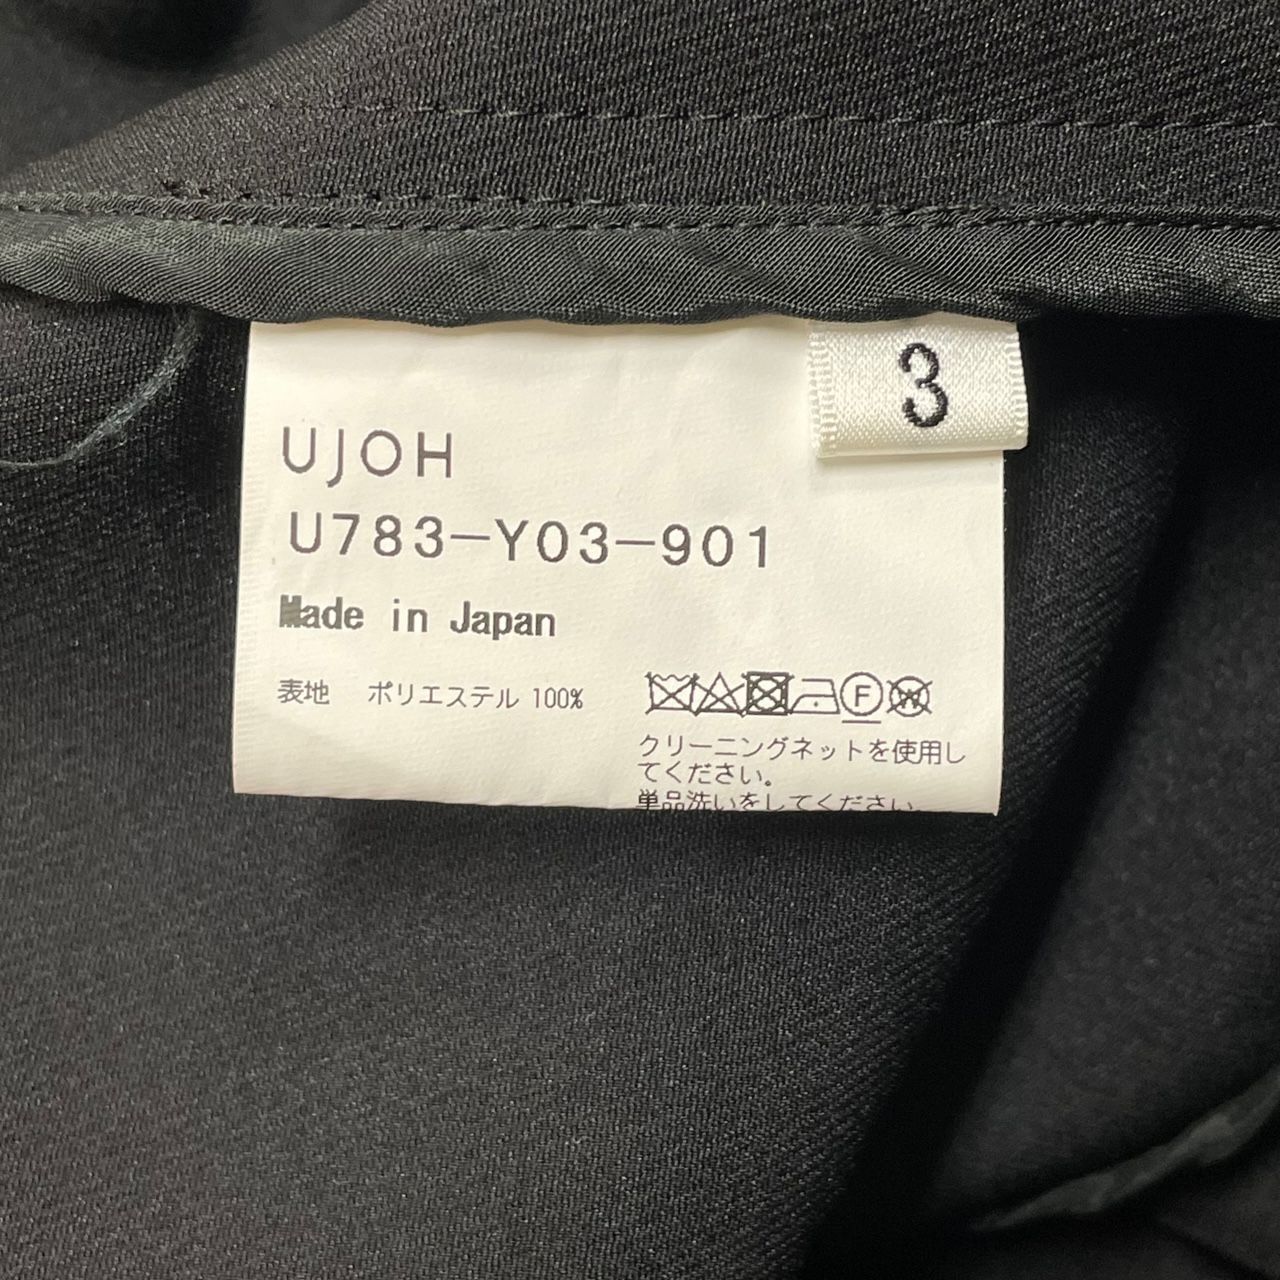 3
UJOH
U783-Y03-901
Made in Japan
表地 ポリエステル 100%
F
W
クリーニングネットを使用し
てください。
単品洗いをしてください。